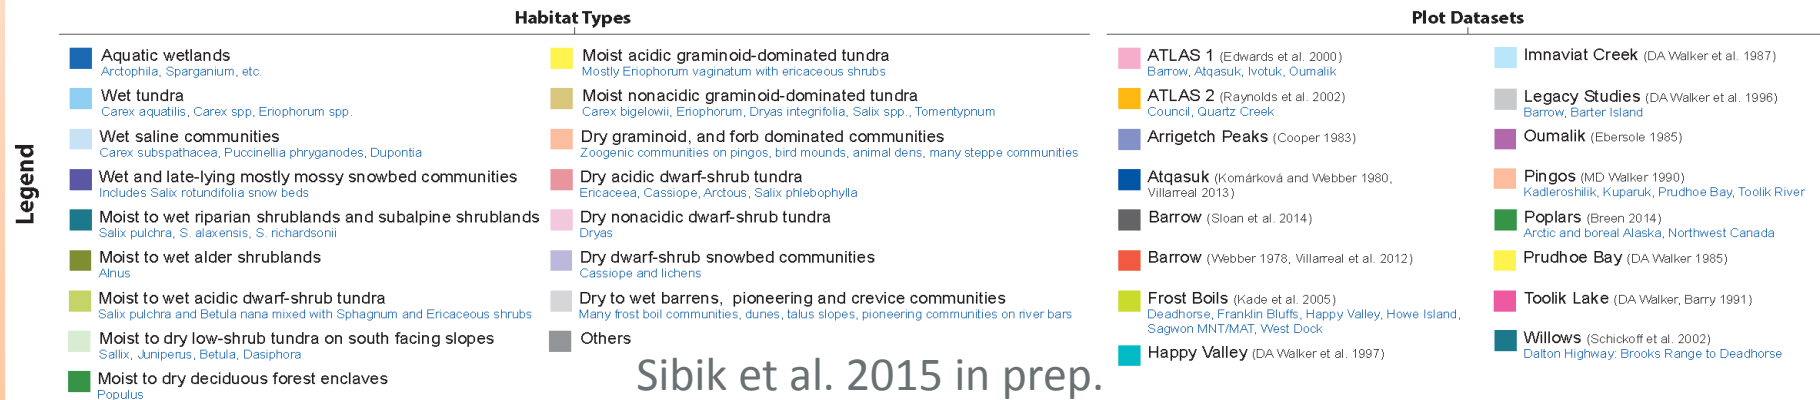 Legend
Habitat Types
Aquatic wetlands
Arctophila, Sparganium, etc.
Wet tundra
Carex aquatilis, Carex spp, Eriophorum spp.
Wet saline communities
Carex subspathacea, Puccinellia phryganodes, Dupontia
Wet and late-lying mostly mossy snowbed communities
Includes Salix rotundifolia snow beds
Moist to wet riparian shrublands and subalpine shrublands
Salix pulchra, S. alaxensis, S. richardsonii
Moist to wet alder shrublands
Alnus
Moist to wet acidic dwarf-shrub tundra
Salix pulchra and Betula nana mixed with Sphagnum and Ericaceous shrubs
Moist to dry low-shrub tundra on south facing slopes
Sallix, Juniperus, Betula, Dasiphora
Moist to dry deciduous forest enclaves
Populus
Moist acidic graminoid-dominated tundra
Mostly Eriophorum vaginatum with ericaceous shrubs
Moist nonacidic graminoid-dominated tundra
Carex bigelowii, Eriophorum, Dryas integrifolia, Salix spp., Tomentypnum
Dry graminoid, and forb dominated communities
Zoogenic communities on pingos, bird mounds, animal dens, many steppe communities
Dry acidic dwarf-shrub tundra
Ericaceea, Cassiope, Arctous, Salix phlebophylla
Dry nonacidic dwarf-shrub tundra
Dryas
Dry dwarf-shrub snowbed communities
Cassiope and lichens
Dry to wet barrens, pioneering and crevice communities
Many frost boil communities, dunes, talus slopes, pioneering communities on river bars
Others
Sibik et al. 2015 in prep.
Plot Datasets
ATLAS 1 (Edwards et al. 2000)
Barrow, Atqasuk, Ivotuk, Oumalik
ATLAS 2 (Raynolds et al. 2002)
Council, Quartz Creek
Arrigetch Peaks (Cooper 1983)
Atqasuk (Komárková and Webber 1980,
Villarreal 2013)
Barrow (Sloan et al. 2014)
Barrow (Webber 1978, Villarreal et al. 2012)
Frost Boils (Kade et al. 2005)
Deadhorse, Franklin Bluffs, Happy Valley, Howe Island,
Sagwon MNT/MAT, West Dock
Happy Valley (DA Walker et al. 1997)
Imnaviat Creek (DA Walker et al. 1987)
Legacy Studies (DA Walker et al. 1996)
Barrow, Barter Island
Oumalik (Ebersole 1985)
Pingos (MD Walker 1990)
Kadleroshilik, Kuparuk, Prudhoe Bay, Toolik River
Poplars (Breen 2014)
Arctic and boreal Alaska, Northwest Canada
Prudhoe Bay (DA Walker 1985)
Toolik Lake (DA Walker, Barry 1991)
Willows (Schickoff et al. 2002)
Dalton Highway: Brooks Range to Deadhorse